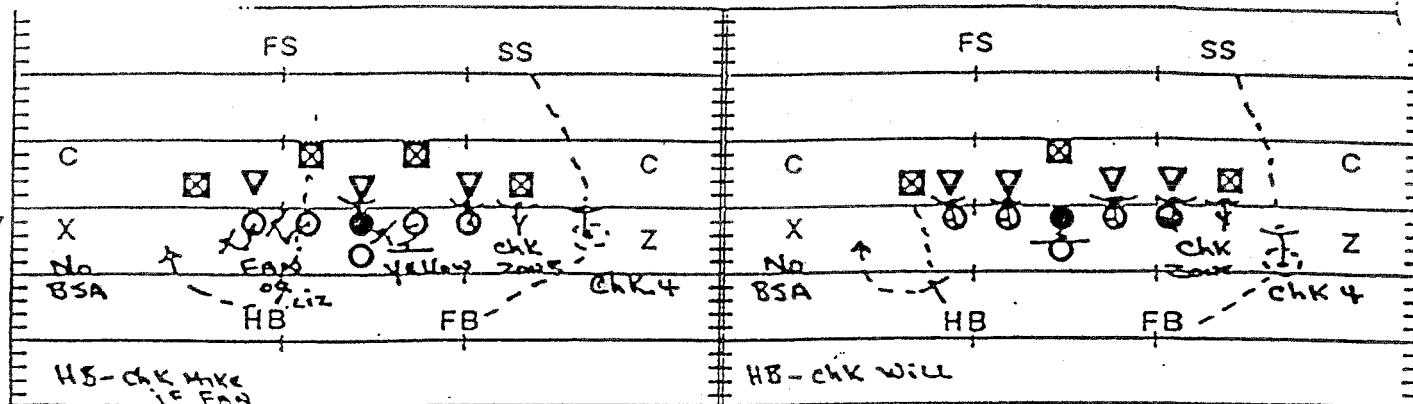 FS SS
C C
X Z
No BSA
FAN
OR
LIZ
Yellow
ChK
Zone
ChK 4
HB FB
HB-ChK Mike
IF FAN
FS SS
C C
X Y Z
No
BSA
ChK
Zone
ChK 4
HB FB
HB-ChK Will